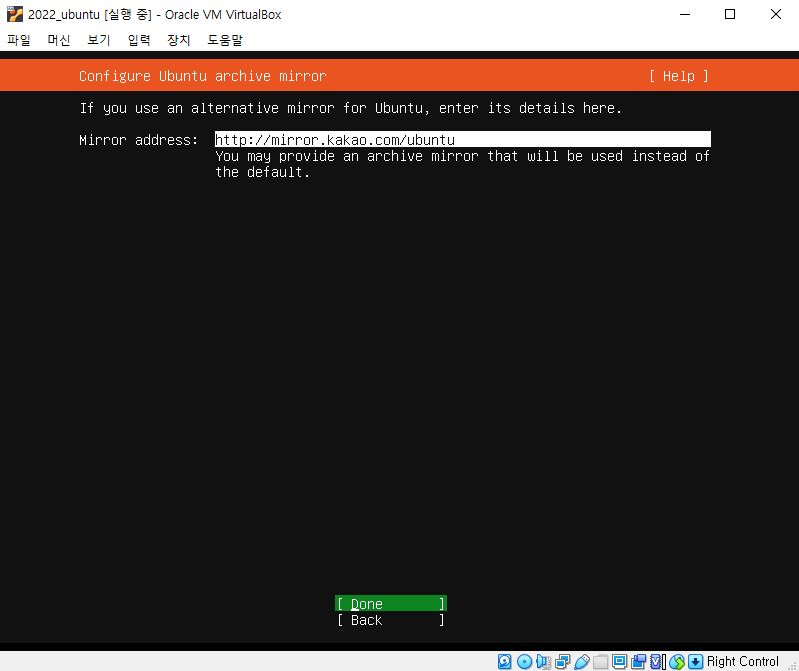 2022_ubuntu [실행 중] - Oracle VM VirtualBox
파일 머신 보기 입력 장치 도움말
Configure Ubuntu archive mirror [ Help ]
If you use an alternative mirror for Ubuntu, enter its details here.
Mirror address: http://mirror.kakao.com/ubuntu
You may provide an archive mirror that will be used instead of
the default.
[ Done ]
[ Back ]
Right Control